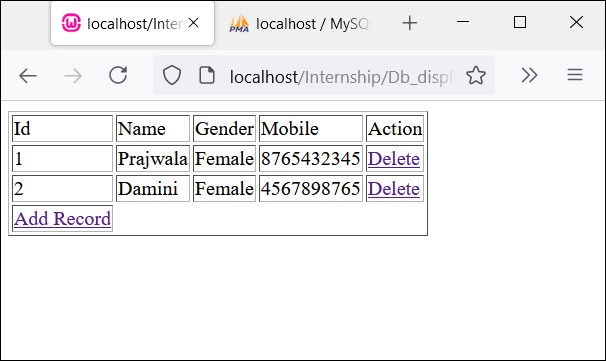 localhost/Intern
PMA localhost / MySQ
localhost/Internship/Db_displ
Id Name Gender Mobile Action
1 Prajwala Female 8765432345 Delete
2 Damini Female 4567898765 Delete
Add Record